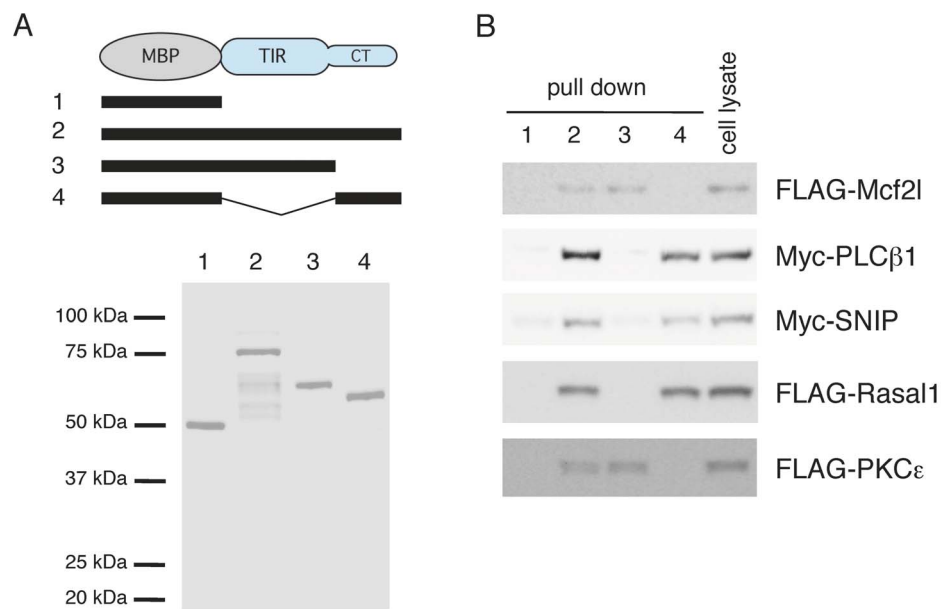 A
MBP TIR CT
1
2
3
4
1 2 3 4
100 kDa
75 kDa
50 kDa
37 kDa
25 kDa
20 kDa
B
pull down
cell lysate
1 2 3 4
FLAG-Mcf2l
Myc-PLCβ1
Myc-SNIP
FLAG-Rasal1
FLAG-PKCε